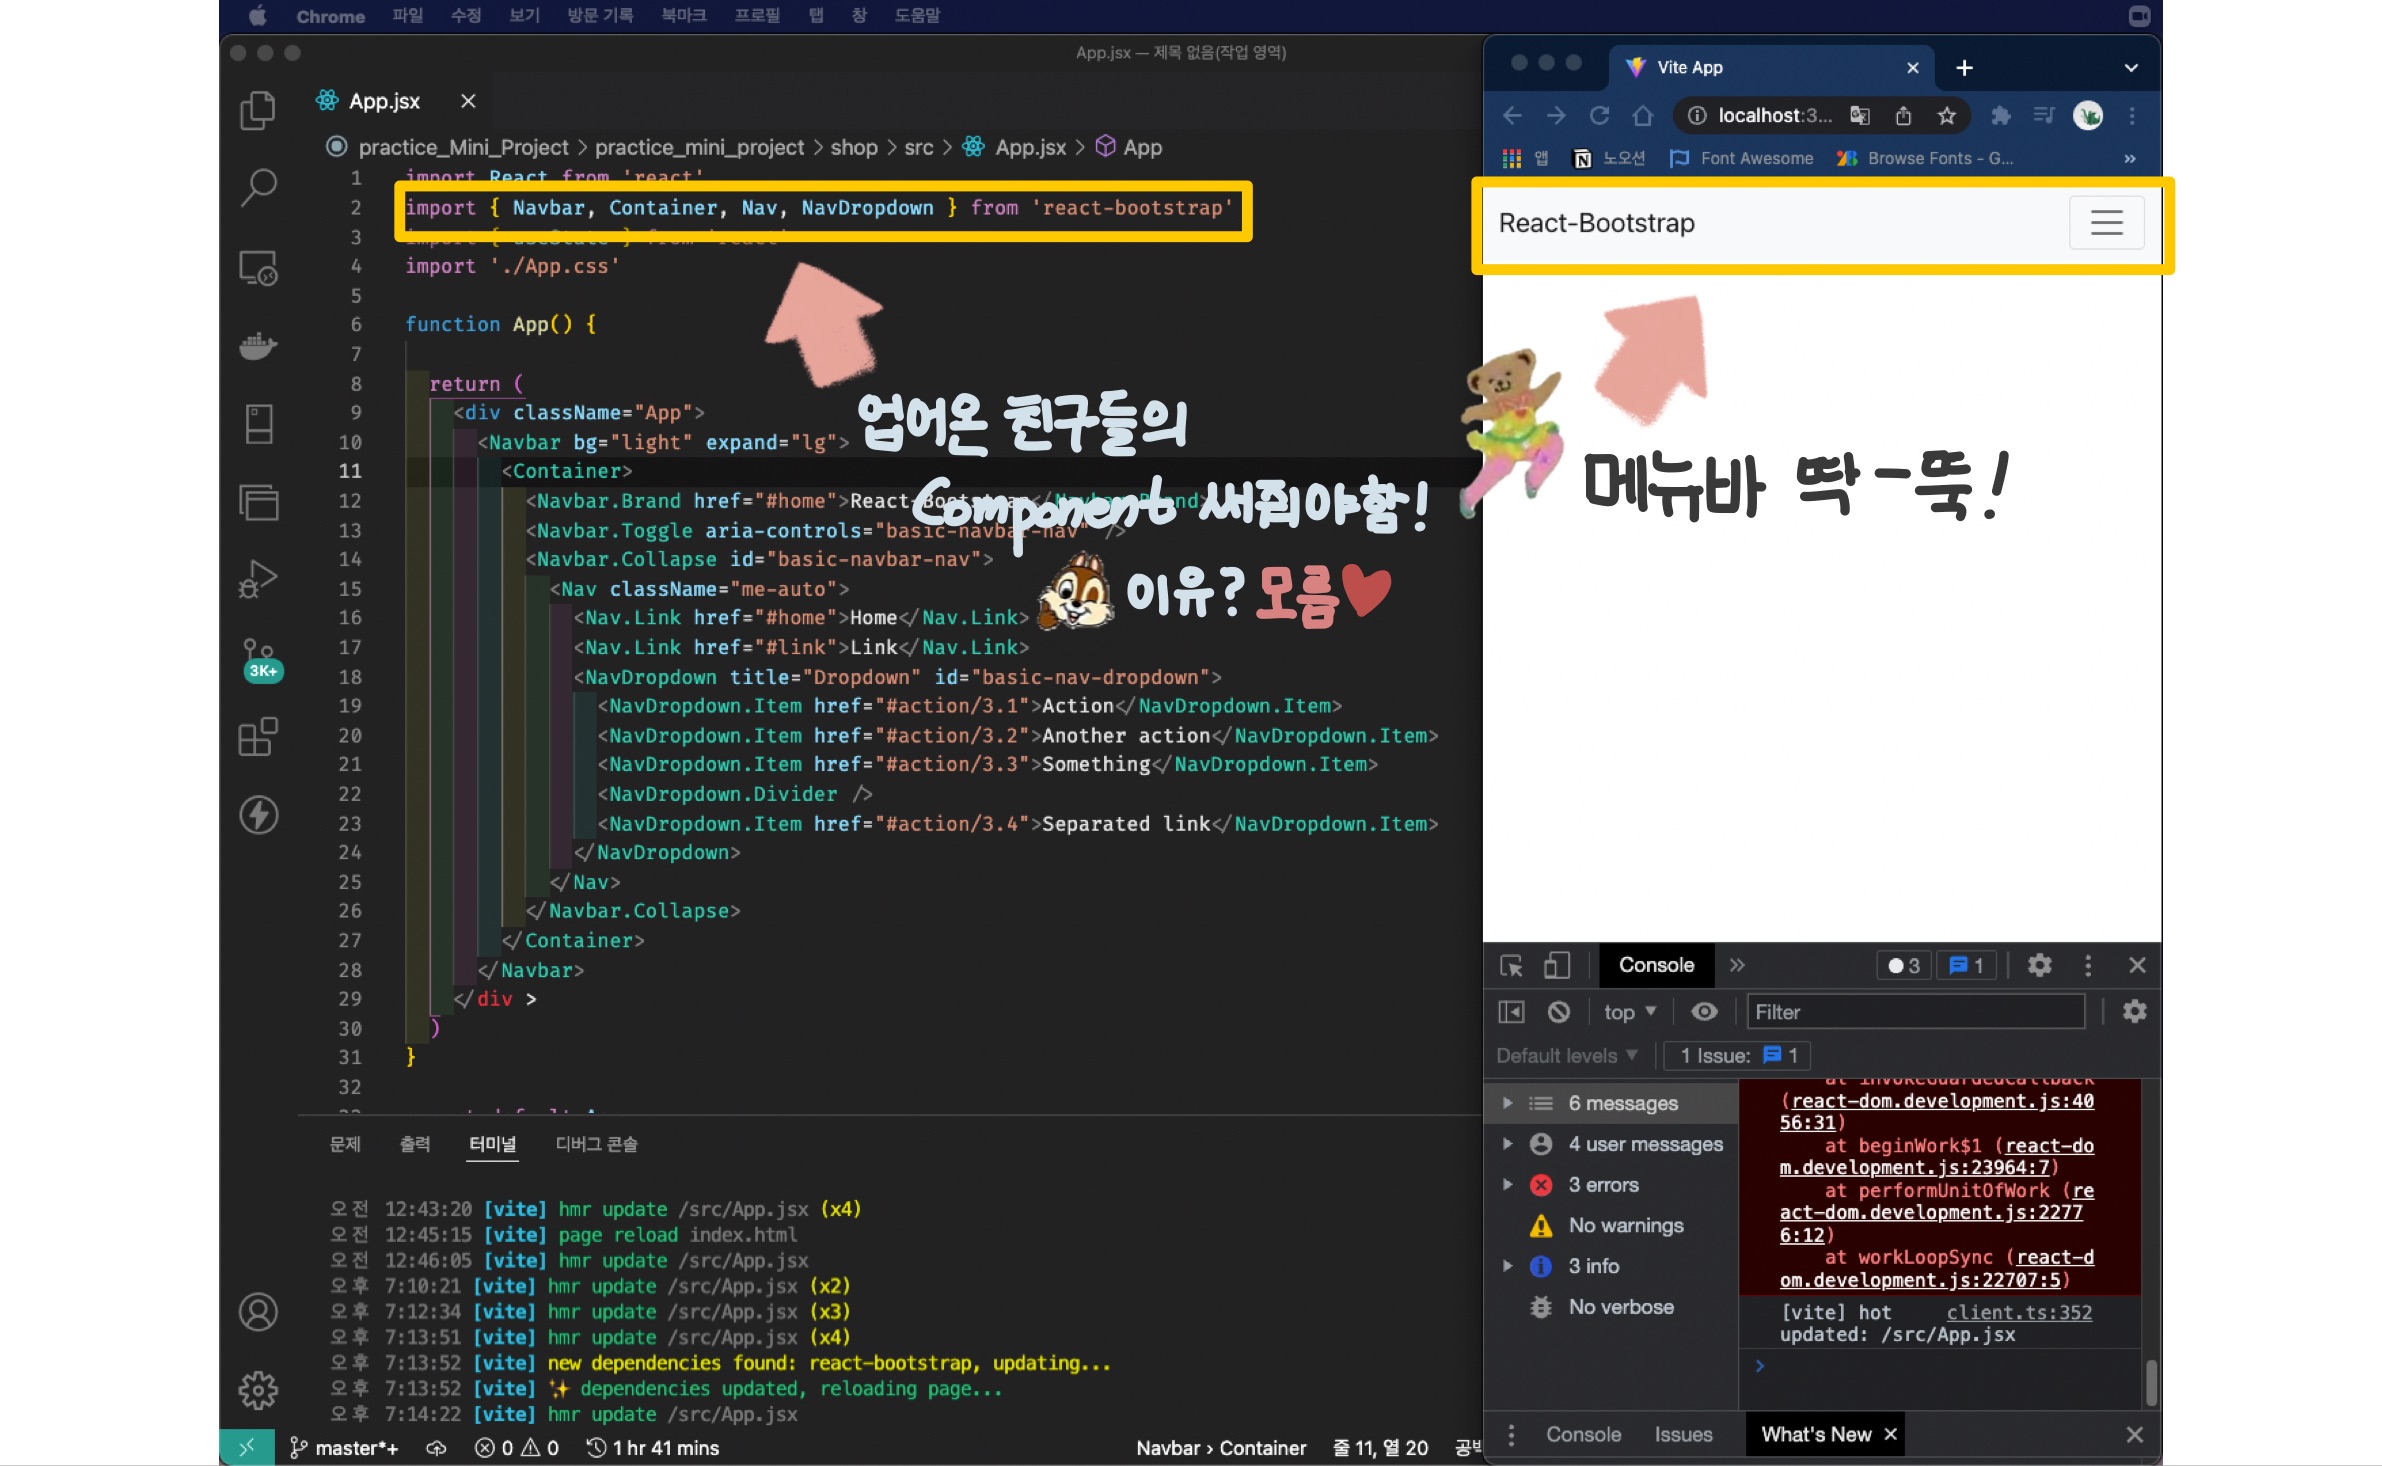 Chrome 파일 수정 보기 방문 기록 북마크 프로필 탭 창 도움말
App.jsx — 제목 없음(작업 영역)
App.jsx
practice_Mini_Project > practice_mini_project > shop > src > App.jsx > App
1 import React from 'react'
2 import { Navbar, Container, Nav, NavDropdown } from 'react-bootstrap'
3 import { useState } from 'react'
4 import './App.css'
5
6 function App() {
7
8 return (
9 <div className="App">
10 <Navbar bg="light" expand="lg">
11 <Container>
12 <Navbar.Brand href="#home">React-Bootstrap</Navbar.Brand>
13 <Navbar.Toggle aria-controls="basic-navbar-nav" />
14 <Navbar.Collapse id="basic-navbar-nav">
15 <Nav className="me-auto">
16 <Nav.Link href="#home">Home</Nav.Link>
17 <Nav.Link href="#link">Link</Nav.Link>
18 <NavDropdown title="Dropdown" id="basic-nav-dropdown">
19 <NavDropdown.Item href="#action/3.1">Action</NavDropdown.Item>
20 <NavDropdown.Item href="#action/3.2">Another action</NavDropdown.Item>
21 <NavDropdown.Item href="#action/3.3">Something</NavDropdown.Item>
22 <NavDropdown.Divider />
23 <NavDropdown.Item href="#action/3.4">Separated link</NavDropdown.Item>
24 </NavDropdown>
25 </Nav>
26 </Navbar.Collapse>
27 </Container>
28 </Navbar>
29 </div >
30 )
31 }
32
업어온 친구들의
Component 써줘야함!
이유? 모름
3K+
문제 출력 터미널 디버그 콘솔
오전 12:43:20 [vite] hmr update /src/App.jsx (x4)
오전 12:45:15 [vite] page reload index.html
오전 12:46:05 [vite] hmr update /src/App.jsx
오후 7:10:21 [vite] hmr update /src/App.jsx (x2)
오후 7:12:34 [vite] hmr update /src/App.jsx (x3)
오후 7:13:51 [vite] hmr update /src/App.jsx (x4)
오후 7:13:52 [vite] new dependencies found: react-bootstrap, updating...
오후 7:13:52 [vite] ✨ dependencies updated, reloading page...
오후 7:14:22 [vite] hmr update /src/App.jsx
master*+ 0 0 1 hr 41 mins Navbar › Container 줄 11, 열 20
Vite App
localhost:3...
앱 노오션 Font Awesome Browse Fonts - G... »
React-Bootstrap
메뉴바 딱-뚝!
Console » 3 1
top Filter
Default levels 1 Issue: 1
6 messages
4 user messages
3 errors
No warnings
3 info
No verbose
at invokeGuardedCallback
(react-dom.development.js:40
56:31)
at beginWork$1 (react-do
m.development.js:23964:7)
at performUnitOfWork (re
act-dom.development.js:2277
6:12)
at workLoopSync (react-d
om.development.js:22707:5)
[vite] hot client.ts:352
updated: /src/App.jsx
Console Issues What's New